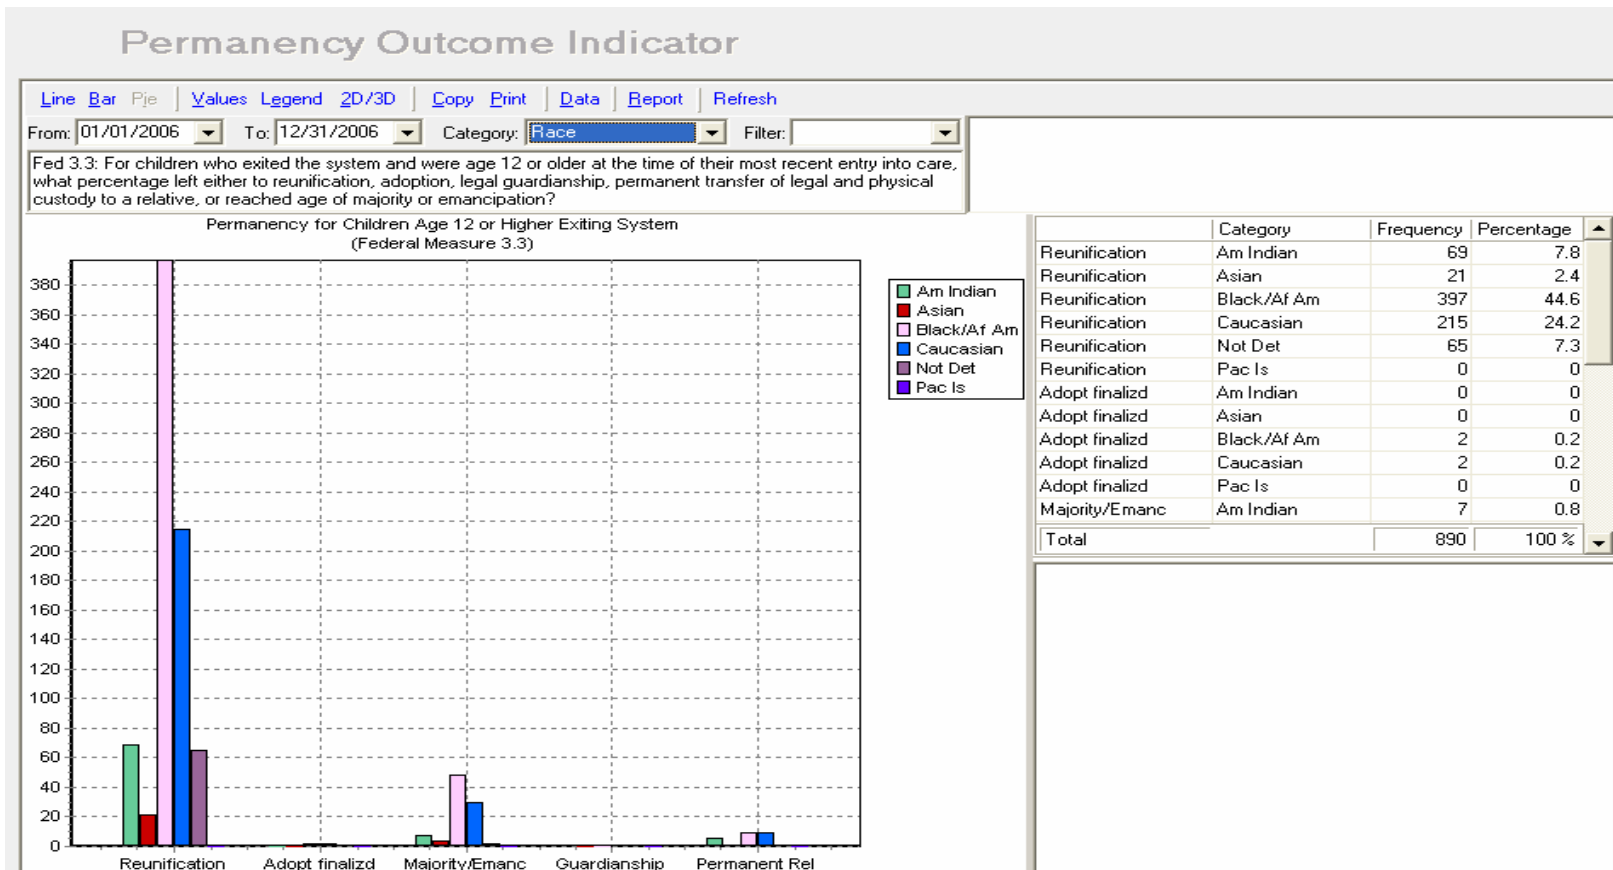 Permanency Outcome Indicator
Line Bar Pie Values Legend 2D/3D Copy Print Data Report Refresh
From: 01/01/2006 To: 12/31/2006 Category: Race Filter:
Fed 3.3: For children who exited the system and were age 12 or older at the time of their most recent entry into care,
what percentage left either to reunification, adoption, legal guardianship, permanent transfer of legal and physical
custody to a relative, or reached age of majority or emancipation?
Permanency for Children Age 12 or Higher Exiting System
(Federal Measure 3.3)
380
360
340
320
300
280
260
240
220
200
180
160
140
120
100
80
60
40
20
0
Reunification Adopt finalizd Majority/Emanc Guardianship Permanent Rel
Am Indian
Asian
Black/Af Am
Caucasian
Not Det
Pac Is
Category Frequency Percentage
Reunification Am Indian 69 7.8
Reunification Asian 21 2.4
Reunification Black/Af Am 397 44.6
Reunification Caucasian 215 24.2
Reunification Not Det 65 7.3
Reunification Pac Is 0 0
Adopt finalizd Am Indian 0 0
Adopt finalizd Asian 0 0
Adopt finalizd Black/Af Am 2 0.2
Adopt finalizd Caucasian 2 0.2
Adopt finalizd Pac Is 0 0
Majority/Emanc Am Indian 7 0.8
Total 890 100 %